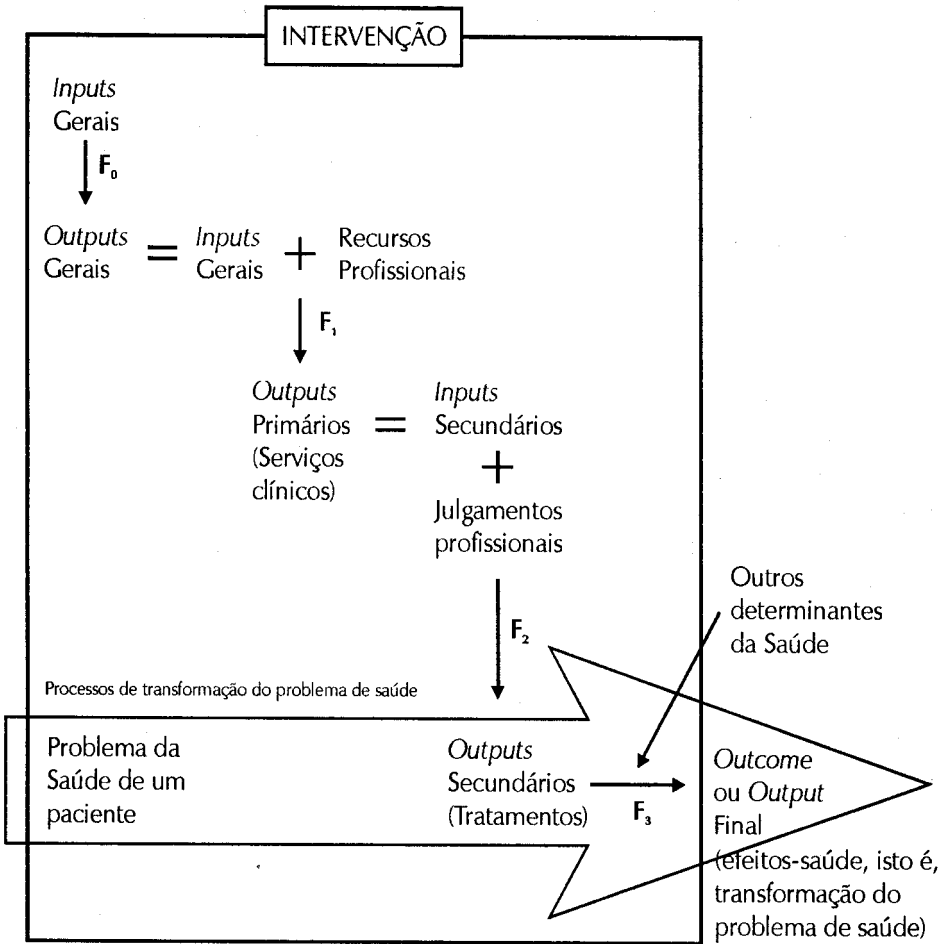 INTERVENÇÃO
Inputs
Gerais
F₀
Outputs
Gerais
=
Inputs
Gerais
+
Recursos
Profissionais
F₁
Outputs
Primários
(Serviços
clínicos)
=
Inputs
Secundários
+
Julgamentos
profissionais
F₂
Outros
determinantes
da Saúde
Processos de transformação do problema de saúde
Problema da
Saúde de um
paciente
Outputs
Secundários
(Tratamentos)
F₃
Outcome
ou Output
Final
(efeitos-saúde, isto é,
transformação do
problema de saúde)